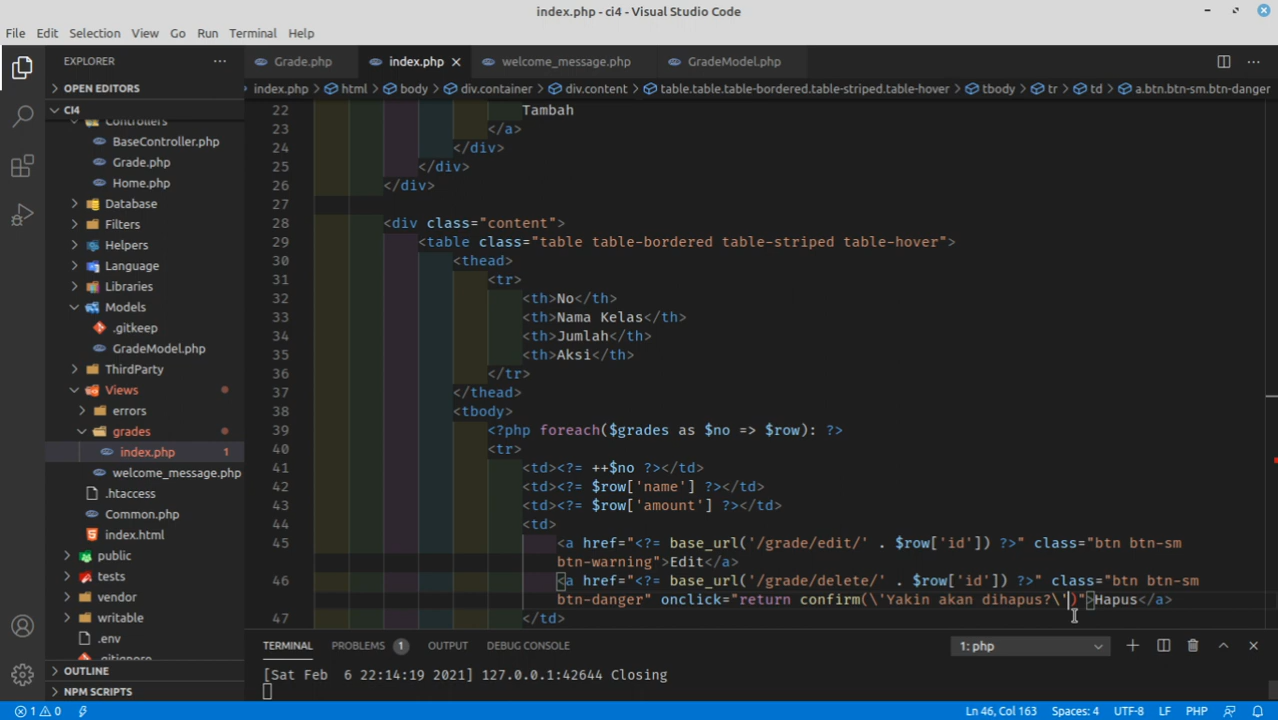 index.php - ci4 - Visual Studio Code
File Edit Selection View Go Run Terminal Help
EXPLORER
OPEN EDITORS
CI4
Controllers
BaseController.php
Grade.php
Home.php
Database
Filters
Helpers
Language
Libraries
Models
.gitkeep
GradeModel.php
ThirdParty
Views
errors
grades
index.php 1
welcome_message.php
.htaccess
Common.php
index.html
public
tests
vendor
writable
.env
.gitignore
OUTLINE
NPM SCRIPTS
Grade.php index.php welcome_message.php GradeModel.php
index.php > html > body > div.container > div.content > table.table.table-bordered.table-striped.table-hover > tbody > tr > td > a.btn.btn-sm.btn-danger
22 Tambah
23 </a>
24 </div>
25 </div>
26 </div>
27
28 <div class="content">
29 <table class="table table-bordered table-striped table-hover">
30 <thead>
31 <tr>
32 <th>No</th>
33 <th>Nama Kelas</th>
34 <th>Jumlah</th>
35 <th>Aksi</th>
36 </tr>
37 </thead>
38 <tbody>
39 <?php foreach($grades as $no => $row): ?>
40 <tr>
41 <td><?= ++$no ?></td>
42 <td><?= $row['name'] ?></td>
43 <td><?= $row['amount'] ?></td>
44 <td>
45 <a href="<?= base_url('/grade/edit/' . $row['id']) ?>" class="btn btn-sm
btn-warning">Edit</a>
46 <a href="<?= base_url('/grade/delete/' . $row['id']) ?>" class="btn btn-sm
btn-danger" onclick="return confirm(\'Yakin akan dihapus?\')">Hapus</a>
47 </td>
TERMINAL PROBLEMS 1 OUTPUT DEBUG CONSOLE 1: php
[Sat Feb  6 22:14:19 2021] 127.0.0.1:42644 Closing
1 0 Ln 46, Col 163 Spaces: 4 UTF-8 LF PHP